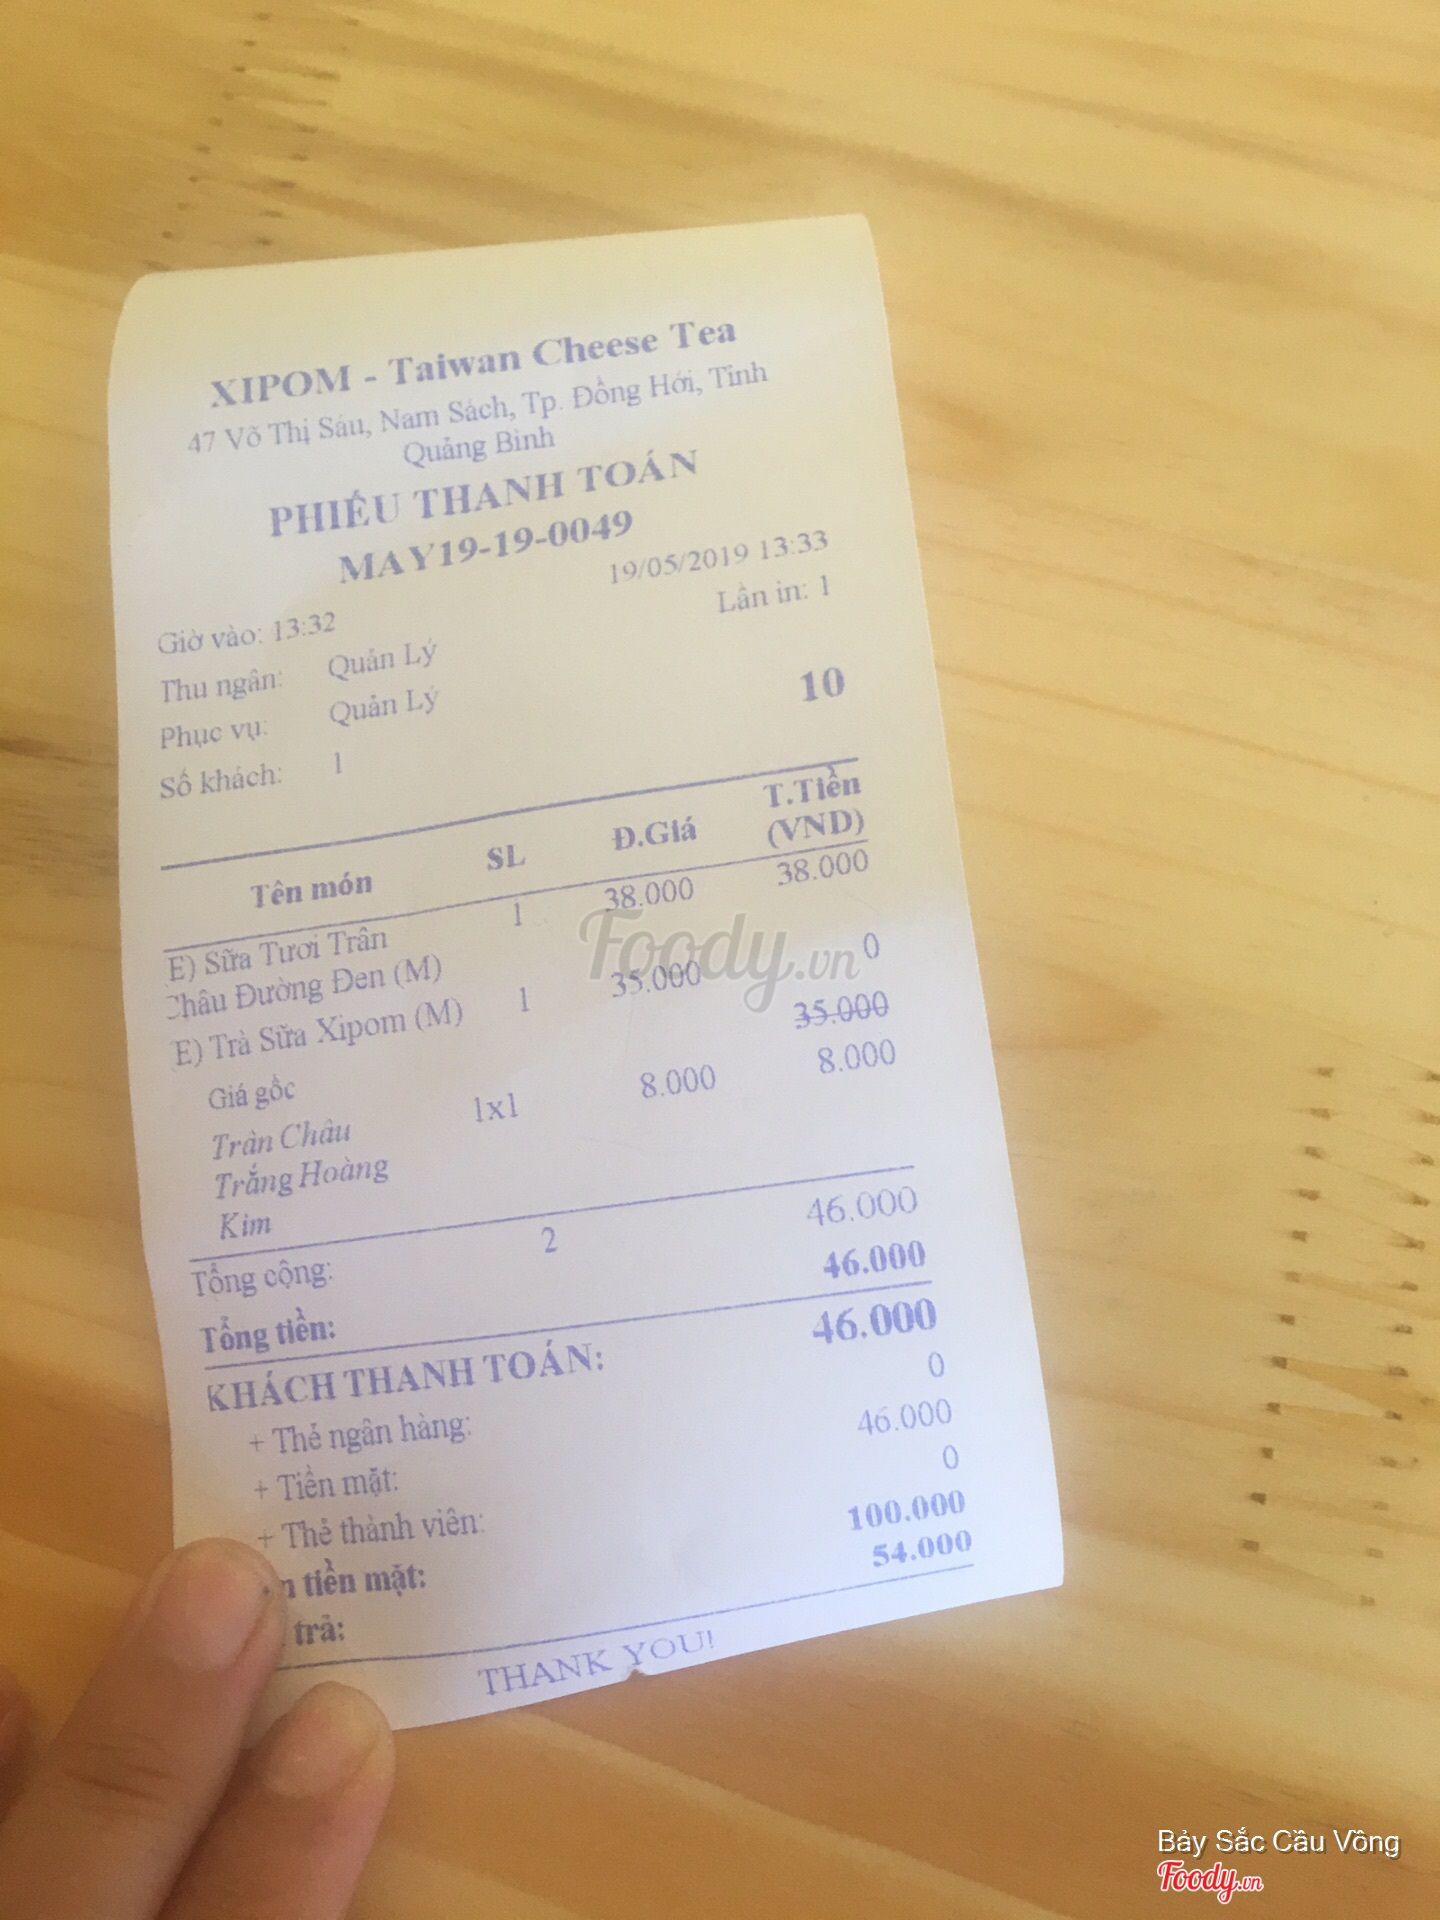 XIPOM - Taiwan Cheese Tea
47 Võ Thị Sáu, Nam Sách, Tp. Đồng Hới, Tỉnh
Quảng Bình
PHIẾU THANH TOÁN
MAY19-19-0049
19/05/2019 13:33
Giờ vào: 13:32 Lần in: 1
Thu ngân: Quản Lý
Phục vụ: Quản Lý 10
Số khách: 1
Tên món SL Đ.Giá T.Tiền
(VND)
E) Sữa Tươi Trân 1 38.000 38.000
Châu Đường Đen (M)
E) Trà Sữa Xipom (M) 1 35.000 0
Giá gốc 35.000
Trân Châu 1x1 8.000 8.000
Trắng Hoàng
Kim
Tổng cộng: 2 46.000
Tổng tiền: 46.000
KHÁCH THANH TOÁN: 46.000
+ Thẻ ngân hàng: 0
+ Tiền mặt: 46.000
+ Thẻ thành viên: 0
tiền mặt: 100.000
trả: 54.000
THANK YOU!
Foody.vn
Bảy Sắc Cầu Vồng
Foody.vn